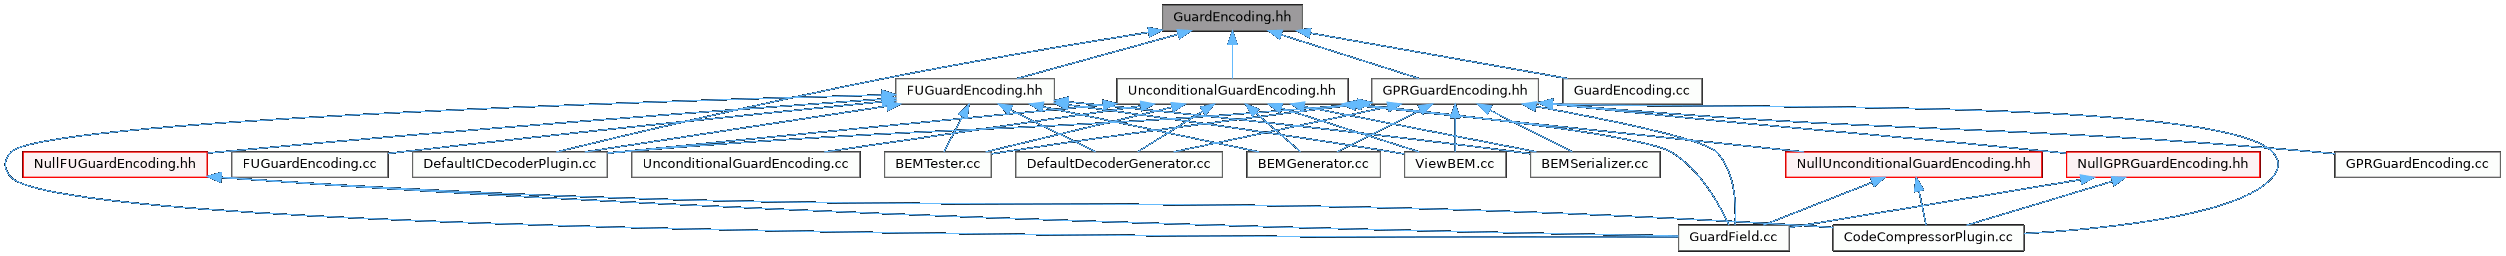 GuardEncoding.hh
FUGuardEncoding.hh
UnconditionalGuardEncoding.hh
GPRGuardEncoding.hh
GuardEncoding.cc
NullFUGuardEncoding.hh
FUGuardEncoding.cc
DefaultICDecoderPlugin.cc
UnconditionalGuardEncoding.cc
BEMTester.cc
DefaultDecoderGenerator.cc
BEMGenerator.cc
ViewBEM.cc
BEMSerializer.cc
NullUnconditionalGuardEncoding.hh
NullGPRGuardEncoding.hh
GPRGuardEncoding.cc
GuardField.cc
CodeCompressorPlugin.cc